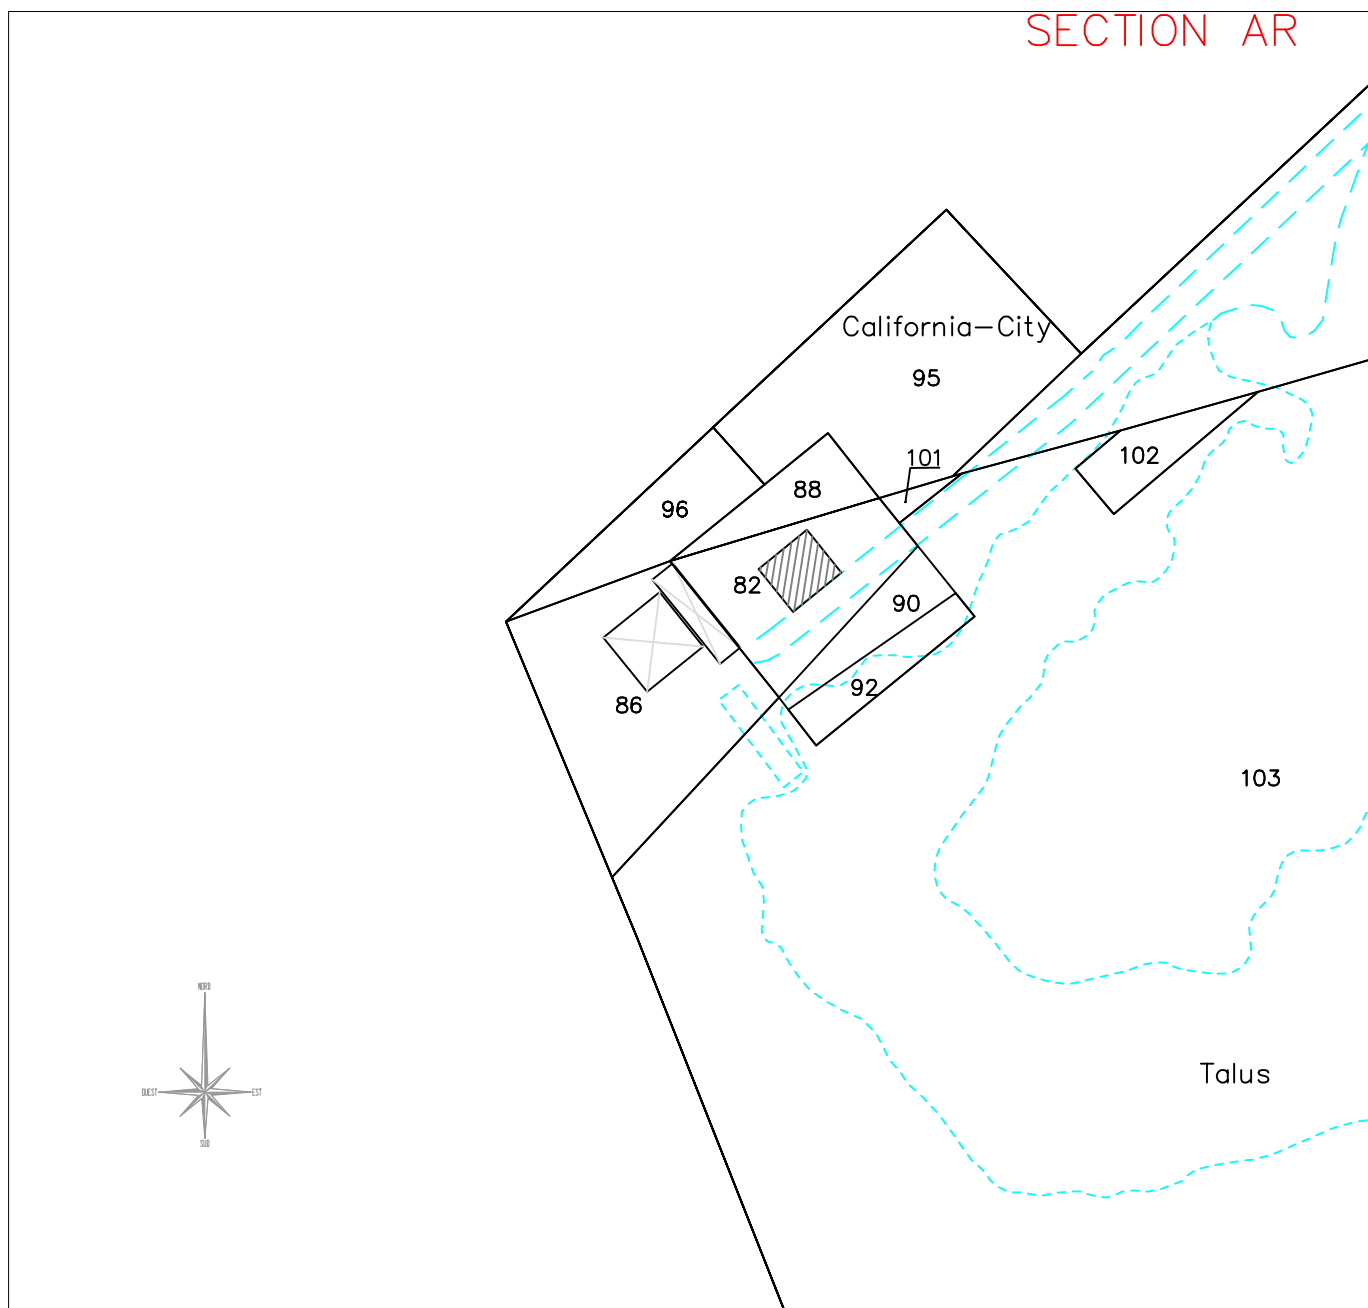 SECTION AR
California-City
95
101
102
88
96
82
90
92
86
103
NORD
OUEST
EST
SUD
Talus